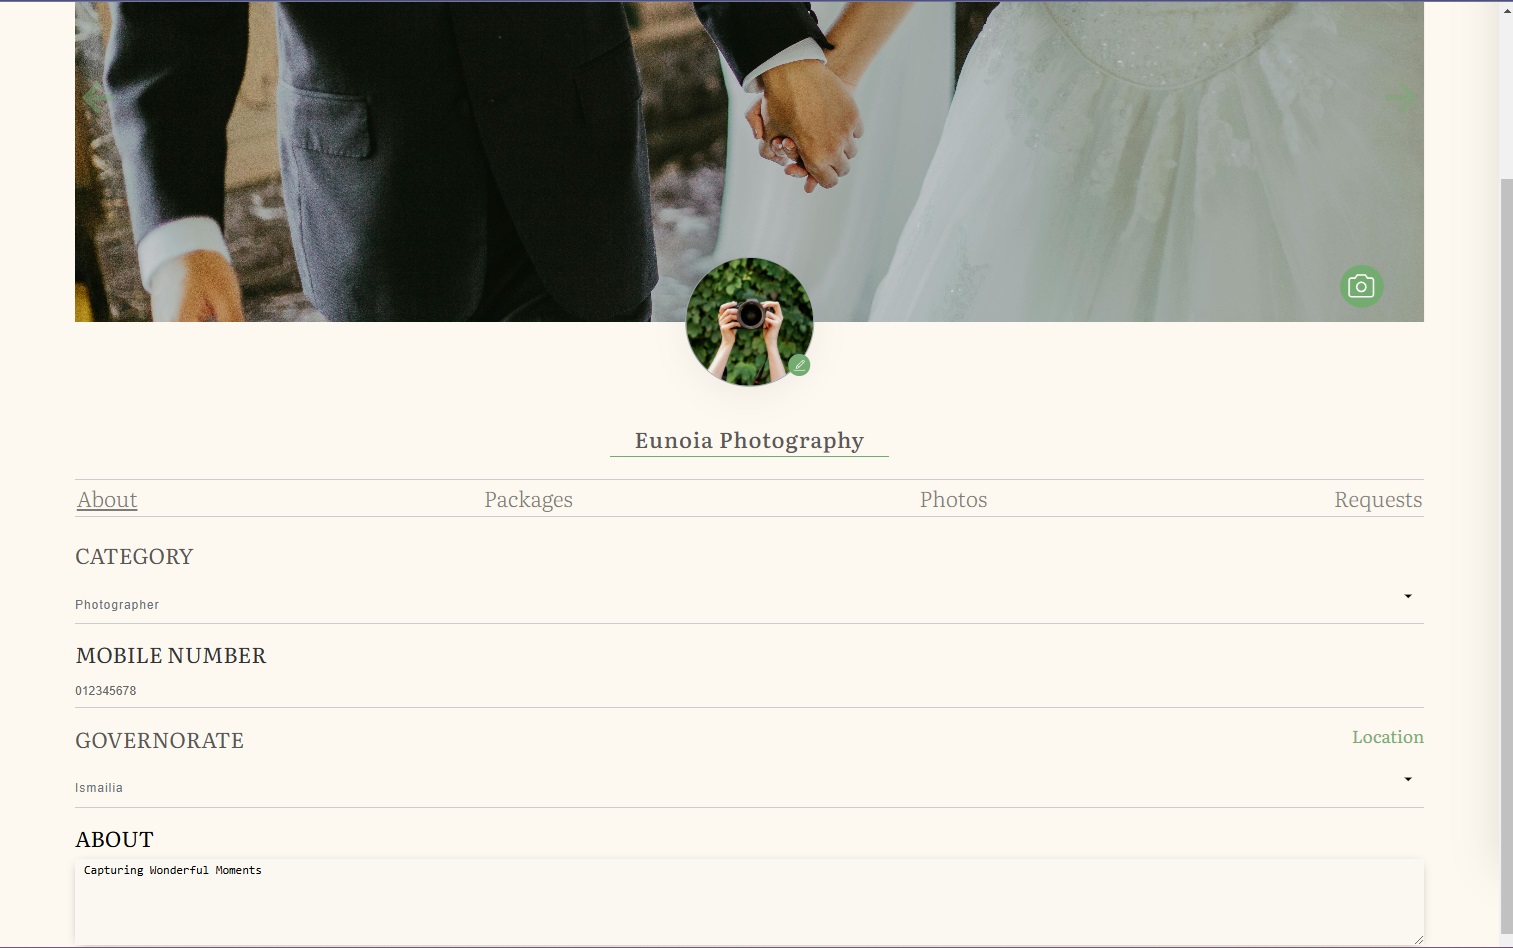 Eunoia Photography
About Packages Photos Requests
CATEGORY
Photographer
MOBILE NUMBER
012345678
GOVERNORATE Location
Ismailia
ABOUT
Capturing Wonderful Moments